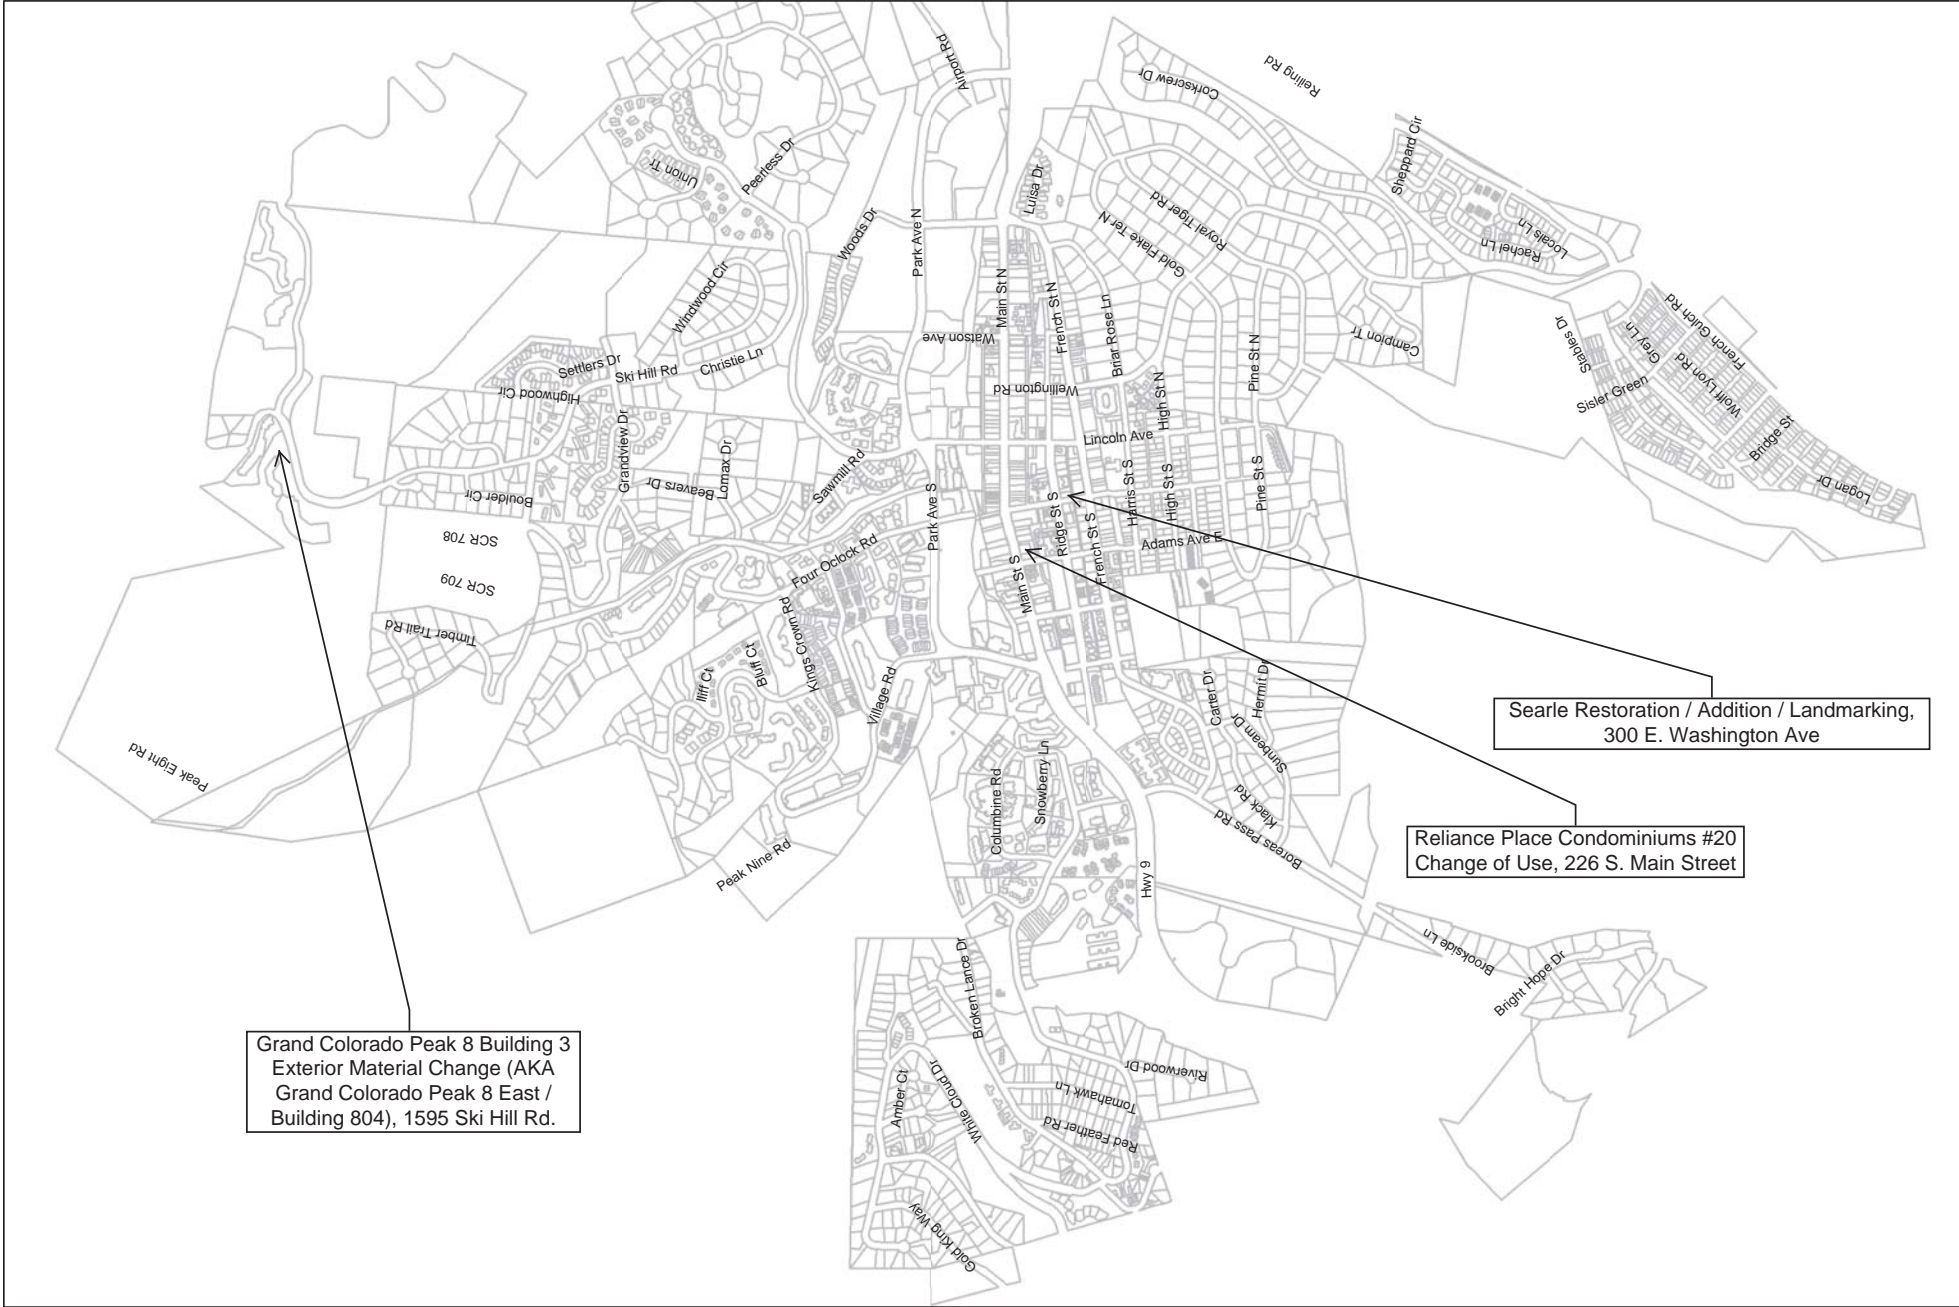 Airport Rd
Reiling Rd
Corkscrew Dr
Sheppard Cir
Union Tr
Peerless Dr
Luisa Dr
Royal Tiger Rd
Gold Flake Ter N
Locals Ln
Rachel Ln
Woods Dr
Park Ave N
Main St N
French St N
Windwood Cir
Briar Rose Ln
Watson Ave
Pine St N
Campion Tr
Stables Dr
Grey Ln
French Gulch Rd
Wolff Lyon Rd
Sisler Green
Bridge St
Logan Dr
Settlers Dr
Ski Hill Rd
Christie Ln
Highwood Cir
Wellington Rd
High St N
Lincoln Ave
Grandview Dr
Lomax Dr
Beavers Dr
Sawmill Rd
Boulder Cir
Park Ave S
Ridge St S
Harris St S
High St S
Pine St S
French St S
Adams Ave E
SCR 708
SCR 709
Four Oclock Rd
Main St S
Timber Trail Rd
Kings Crown Rd
Bluff Ct
Iliff Ct
Village Rd
Carter Dr
Hermit Dr
Sunbeam Dr
Peak Eight Rd
Columbine Rd
Snowberry Ln
Klack Rd
Boreas Pass Rd
Peak Nine Rd
Hwy 9
Searle Restoration / Addition / Landmarking,
300 E. Washington Ave
Reliance Place Condominiums #20
Change of Use, 226 S. Main Street
Brookside Ln
Bright Hope Dr
Broken Lance Dr
Grand Colorado Peak 8 Building 3
Exterior Material Change (AKA
Grand Colorado Peak 8 East /
Building 804), 1595 Ski Hill Rd.
Riverwood Dr
Tomahawk Ln
Amber Ct
White Cloud Dr
Red Feather Rd
Gold King Way